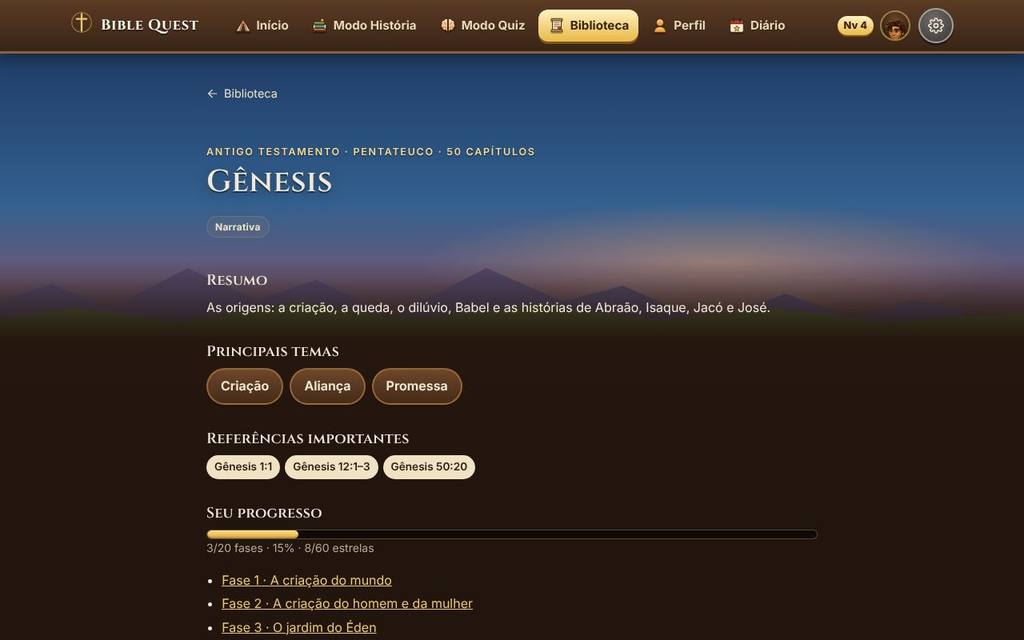 Bible Quest Início Modo História Modo Quiz Biblioteca Perfil Diário Nv 4
← Biblioteca
ANTIGO TESTAMENTO · PENTATEUCO · 50 CAPÍTULOS
Gênesis
Narrativa
Resumo
As origens: a criação, a queda, o dilúvio, Babel e as histórias de Abraão, Isaque, Jacó e José.
Principais temas
Criação Aliança Promessa
Referências importantes
Gênesis 1:1 Gênesis 12:1–3 Gênesis 50:20
Seu progresso
3/20 fases · 15% · 8/60 estrelas
• Fase 1 · A criação do mundo
• Fase 2 · A criação do homem e da mulher
• Fase 3 · O jardim do Éden